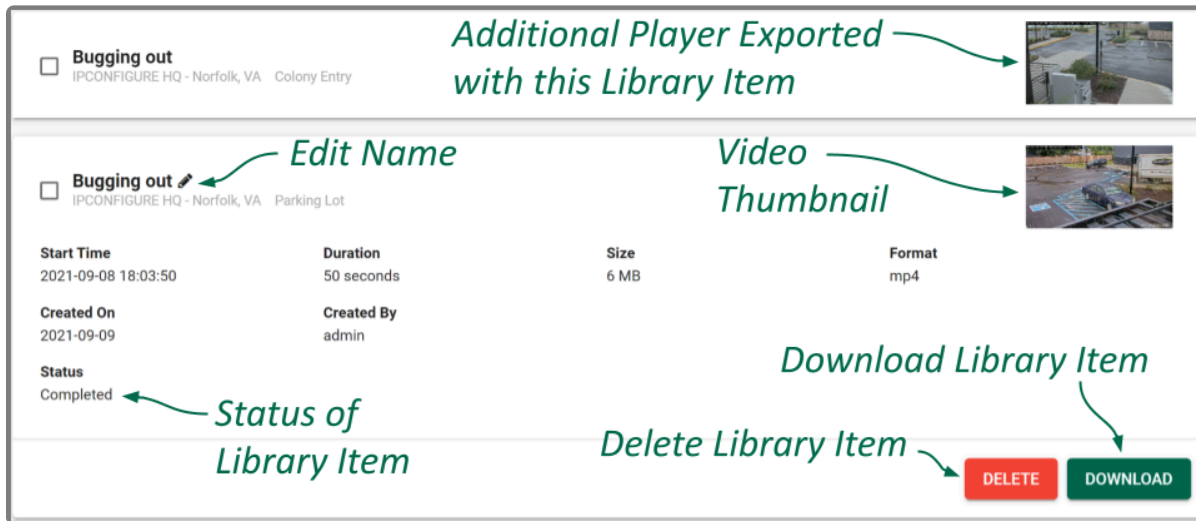 Bugging out
IPCONFIGURE HQ - Norfolk, VA Colony Entry
Additional Player Exported
with this Library Item
Bugging out
IPCONFIGURE HQ - Norfolk, VA Parking Lot
Edit Name
Video
Thumbnail
Start Time Duration Size Format
2021-09-08 18:03:50 50 seconds 6 MB mp4
Created On Created By
2021-09-09 admin
Status
Completed
Status of
Library Item
Download Library Item
Delete Library Item
DELETE DOWNLOAD